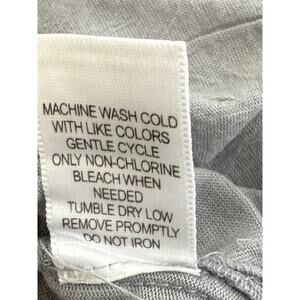 MACHINE WASH COLD
WITH LIKE COLORS
GENTLE CYCLE
ONLY NON-CHLORINE
BLEACH WHEN
NEEDED
TUMBLE DRY LOW
REMOVE PROMPTLY
DO NOT IRON